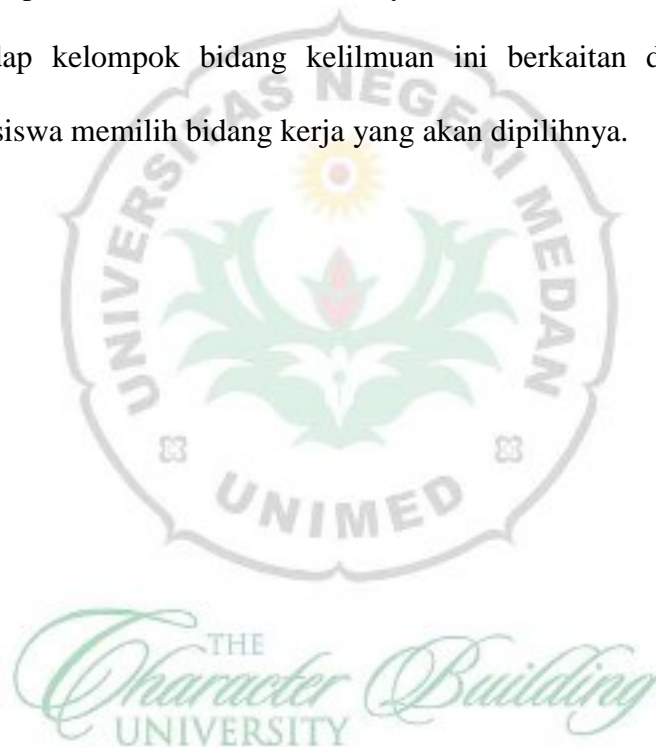 lap kelompok bidang kelilmuan ini berkaitan d
siswa memilih bidang kerja yang akan dipilihnya.
UNIVERSITAS NEGERI MEDAN
UNIMED
THE
Character Building
UNIVERSITY